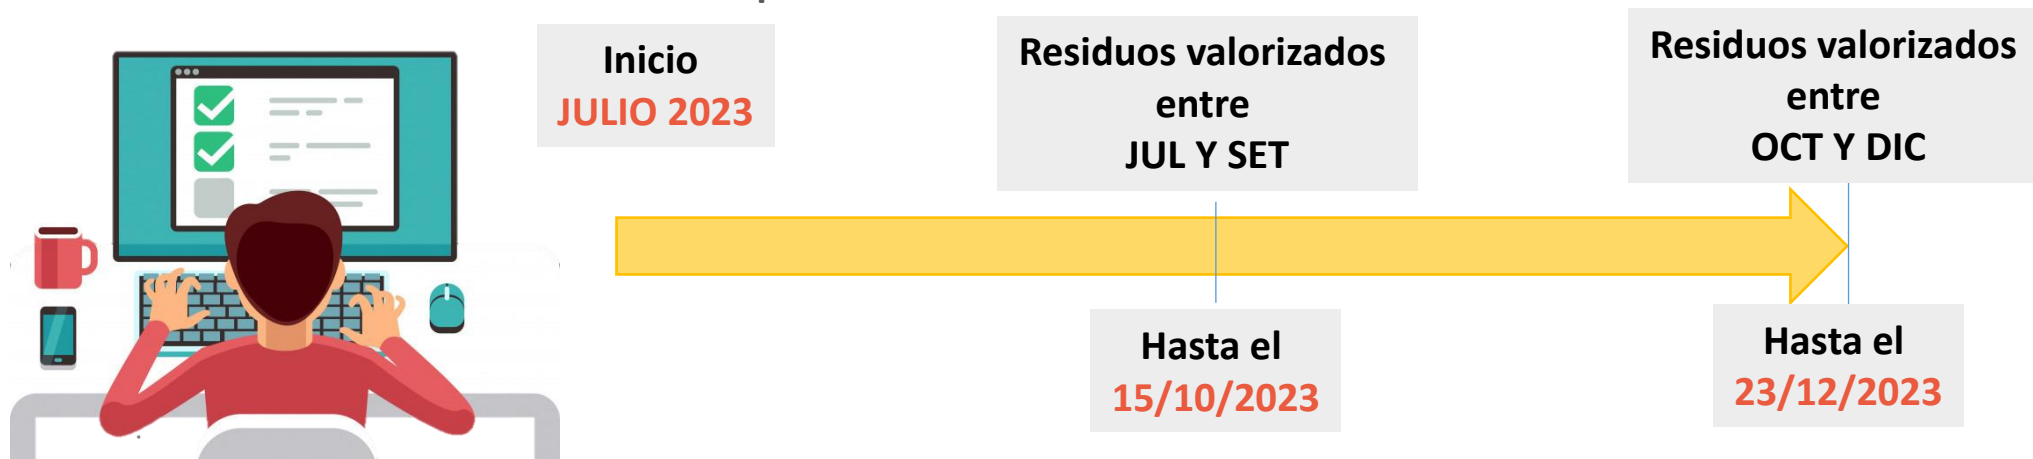 Inicio
JULIO 2023
Residuos valorizados
entre
JUL Y SET
Residuos valorizados
entre
OCT Y DIC
Hasta el
15/10/2023
Hasta el
23/12/2023